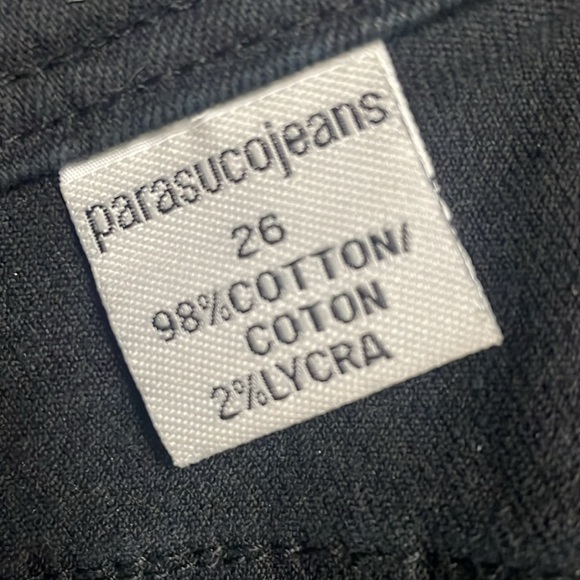 parasucojeans
26
98%COTTON/
COTON
2%LYCRA